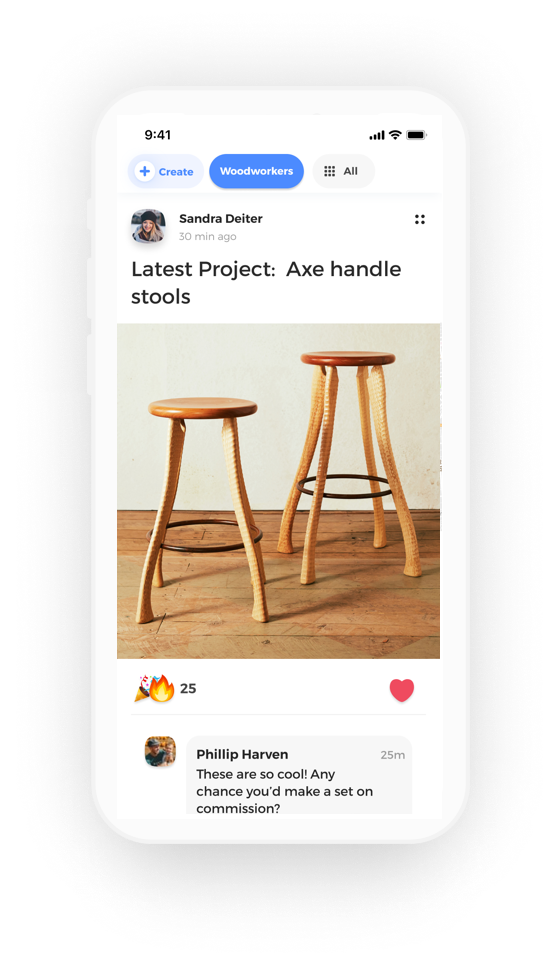 9:41
Create
Woodworkers
All
Sandra Deiter
30 min ago
Latest Project:  Axe handle
stools
25
Phillip Harven
25m
These are so cool! Any
chance you’d make a set on
commission?